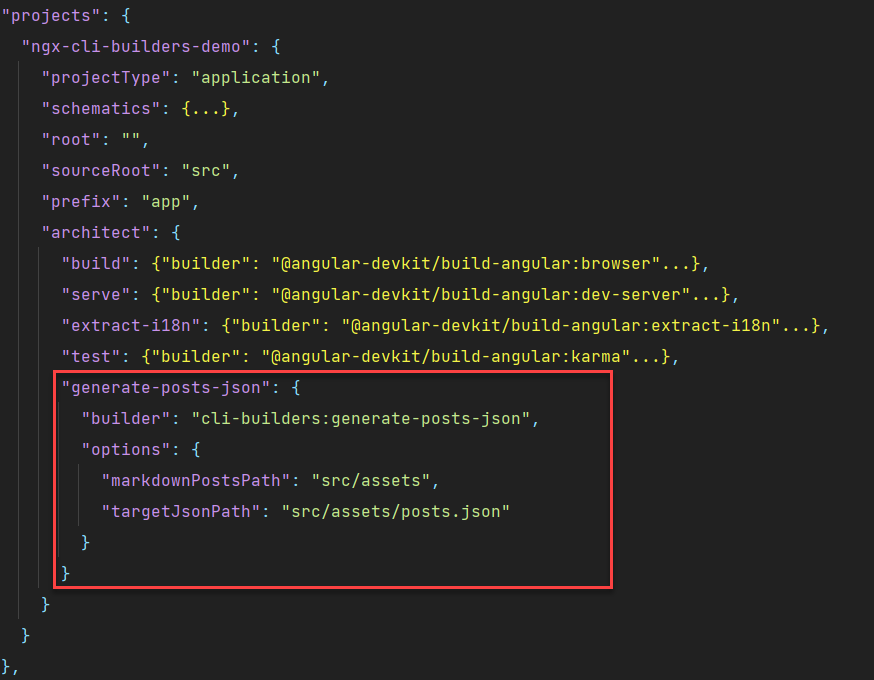 "projects": {
"ngx-cli-builders-demo": {
"projectType": "application",
"schematics": {...},
"root": "",
"sourceRoot": "src",
"prefix": "app",
"architect": {
"build": {"builder": "@angular-devkit/build-angular:browser"...},
"serve": {"builder": "@angular-devkit/build-angular:dev-server"...},
"extract-i18n": {"builder": "@angular-devkit/build-angular:extract-i18n"...},
"test": {"builder": "@angular-devkit/build-angular:karma"...},
"generate-posts-json": {
"builder": "cli-builders:generate-posts-json",
"options": {
"markdownPostsPath": "src/assets",
"targetJsonPath": "src/assets/posts.json"
}
}
}
}
},